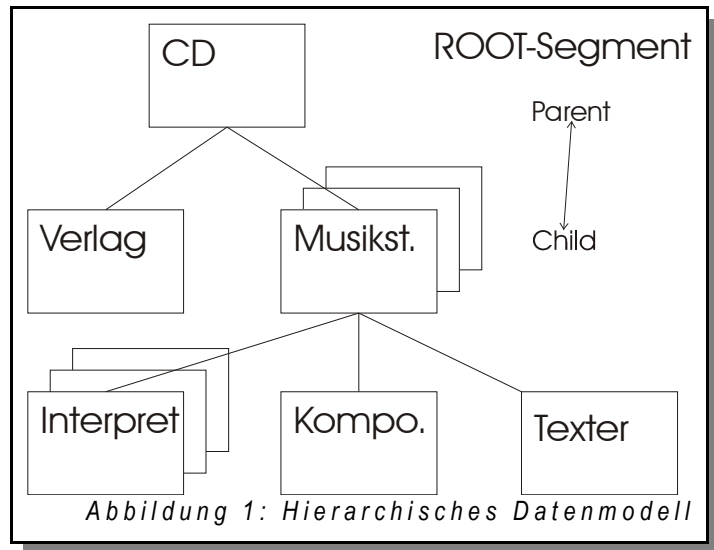 CD
ROOT-Segment
Parent
Verlag
Musikst.
Child
Interpret
Kompo.
Texter
Abbildung 1: Hierarchisches Datenmodell